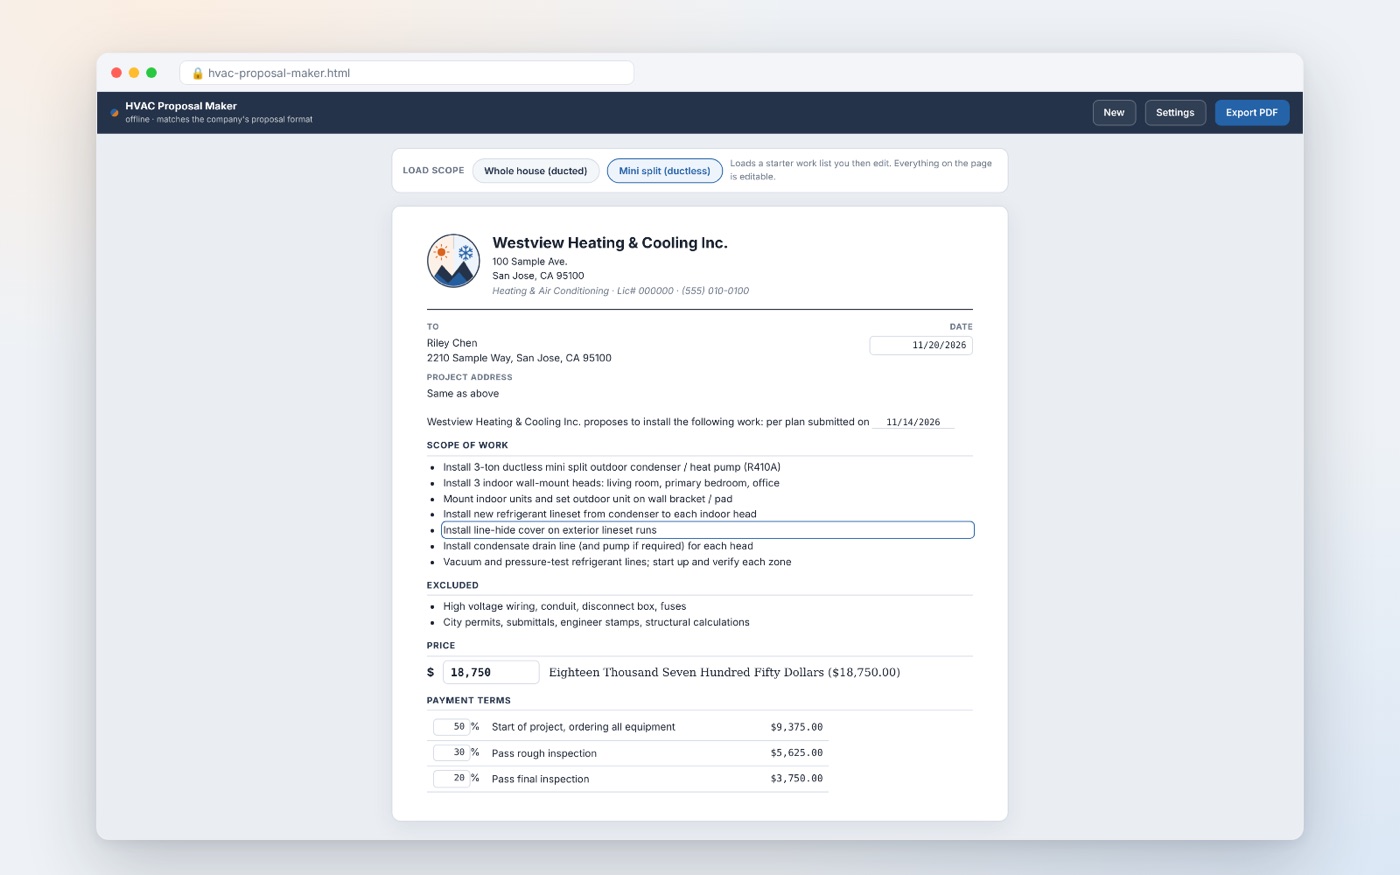 🔒 hvac-proposal-maker.html
HVAC Proposal Maker
offline · matches the company's proposal format
New
Settings
Export PDF
LOAD SCOPE
Whole house (ducted)
Mini split (ductless)
Loads a starter work list you then edit. Everything on the page
is editable.
Westview Heating & Cooling Inc.
100 Sample Ave.
San Jose, CA 95100
Heating & Air Conditioning · Lic# 000000 · (555) 010-0100
TO
DATE
Riley Chen
11/20/2026
2210 Sample Way, San Jose, CA 95100
PROJECT ADDRESS
Same as above
Westview Heating & Cooling Inc. proposes to install the following work: per plan submitted on 11/14/2026
SCOPE OF WORK
• Install 3-ton ductless mini split outdoor condenser / heat pump (R410A)
• Install 3 indoor wall-mount heads: living room, primary bedroom, office
• Mount indoor units and set outdoor unit on wall bracket / pad
• Install new refrigerant lineset from condenser to each indoor head
• Install line-hide cover on exterior lineset runs
• Install condensate drain line (and pump if required) for each head
• Vacuum and pressure-test refrigerant lines; start up and verify each zone
EXCLUDED
• High voltage wiring, conduit, disconnect box, fuses
• City permits, submittals, engineer stamps, structural calculations
PRICE
$ 18,750 Eighteen Thousand Seven Hundred Fifty Dollars ($18,750.00)
PAYMENT TERMS
50 % Start of project, ordering all equipment $9,375.00
30 % Pass rough inspection $5,625.00
20 % Pass final inspection $3,750.00